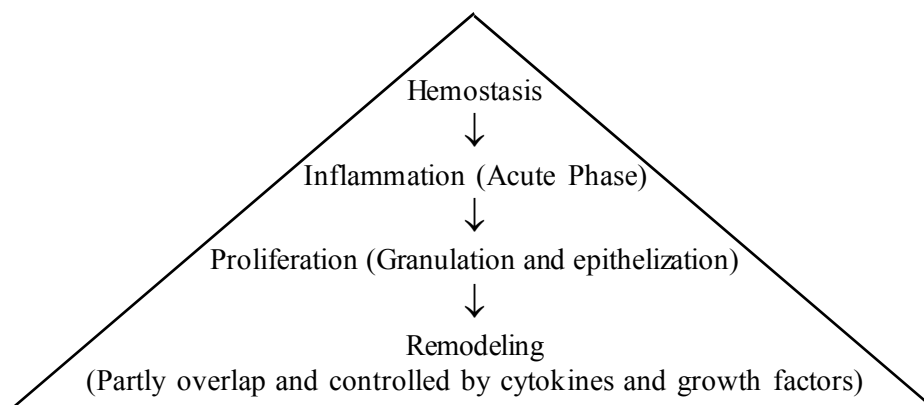 Hemostasis
↓
Inflammation (Acute Phase)
↓
Proliferation (Granulation and epithelization)
↓
Remodeling
(Partly overlap and controlled by cytokines and growth factors)